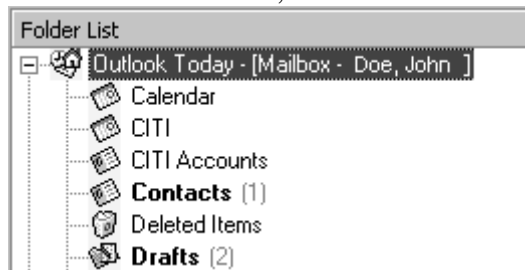 Folder List
Outlook Today - [Mailbox - Doe, John ]
Calendar
CITI
CITI Accounts
Contacts (1)
Deleted Items
Drafts (2)